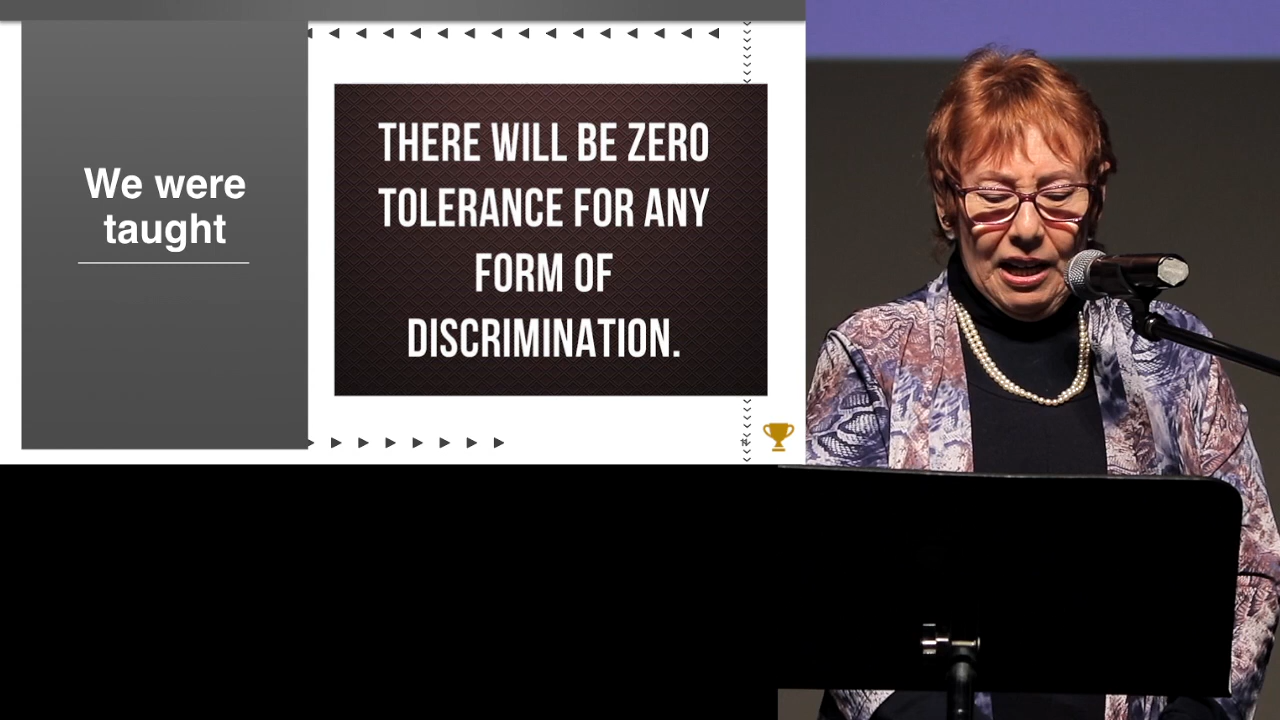 We were
taught
THERE WILL BE ZERO
TOLERANCE FOR ANY
FORM OF
DISCRIMINATION.